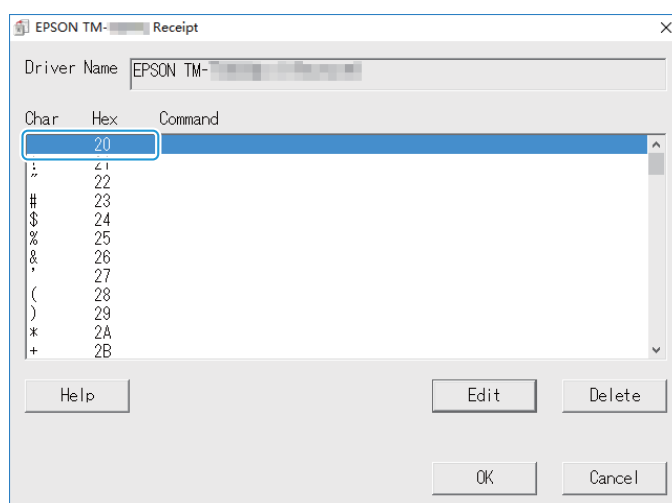 EPSON TM- Receipt
Driver Name EPSON TM-
Char Hex Command
20
! 21
" 22
# 23
$ 24
% 25
& 26
' 27
( 28
) 29
* 2A
+ 2B
Help Edit Delete
OK Cancel